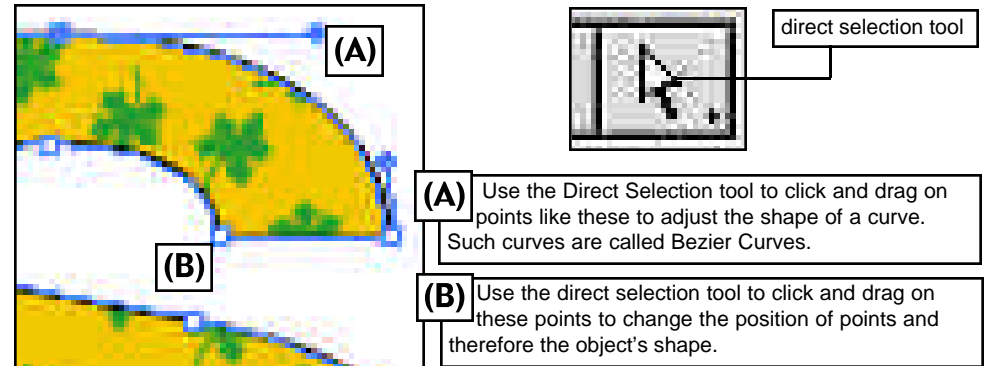 (A)
direct selection tool
(B)
(A) Use the Direct Selection tool to click and drag on
points like these to adjust the shape of a curve.
Such curves are called Bezier Curves.
(B) Use the direct selection tool to click and drag on
these points to change the position of points and
therefore the object's shape.